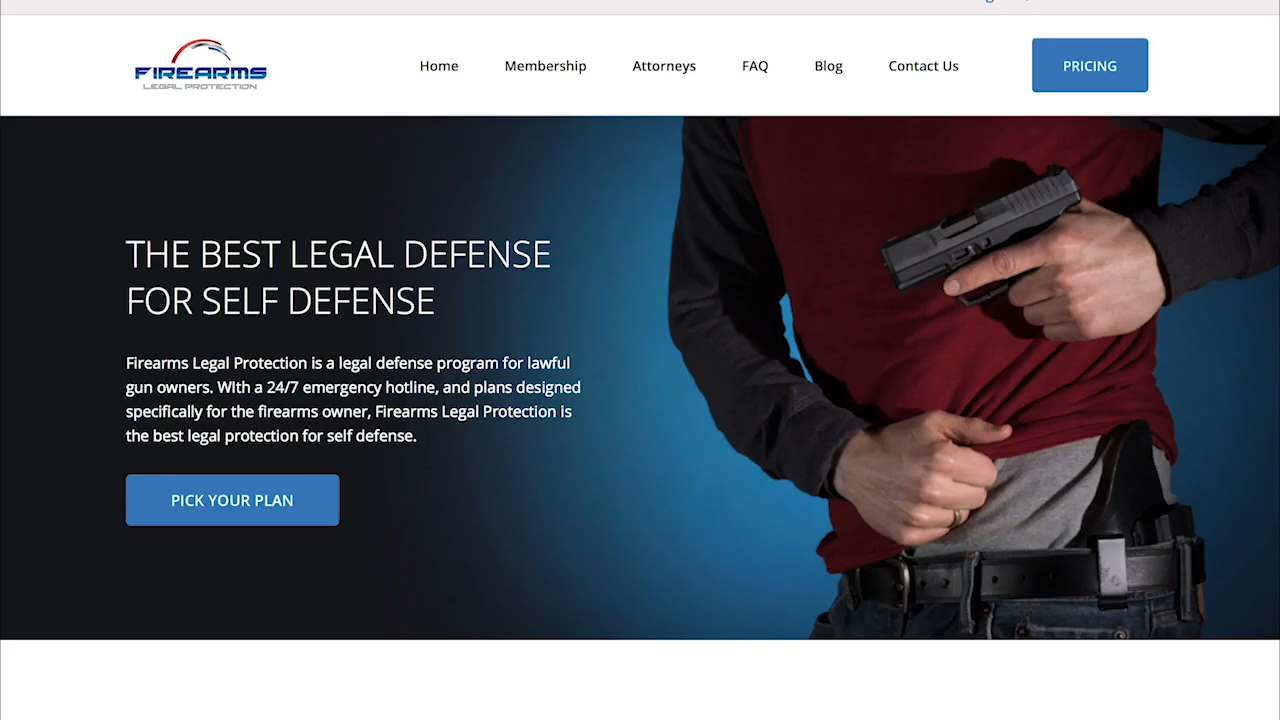 FIREARMS
LEGAL PROTECTION
Home
Membership
Attorneys
FAQ
Blog
Contact Us
PRICING
THE BEST LEGAL DEFENSE
FOR SELF DEFENSE
Firearms Legal Protection is a legal defense program for lawful
gun owners. WIth a 24/7 emergency hotline, and plans designed
specifically for the firearms owner, Firearms Legal Protection is
the best legal protection for self defense.
PICK YOUR PLAN